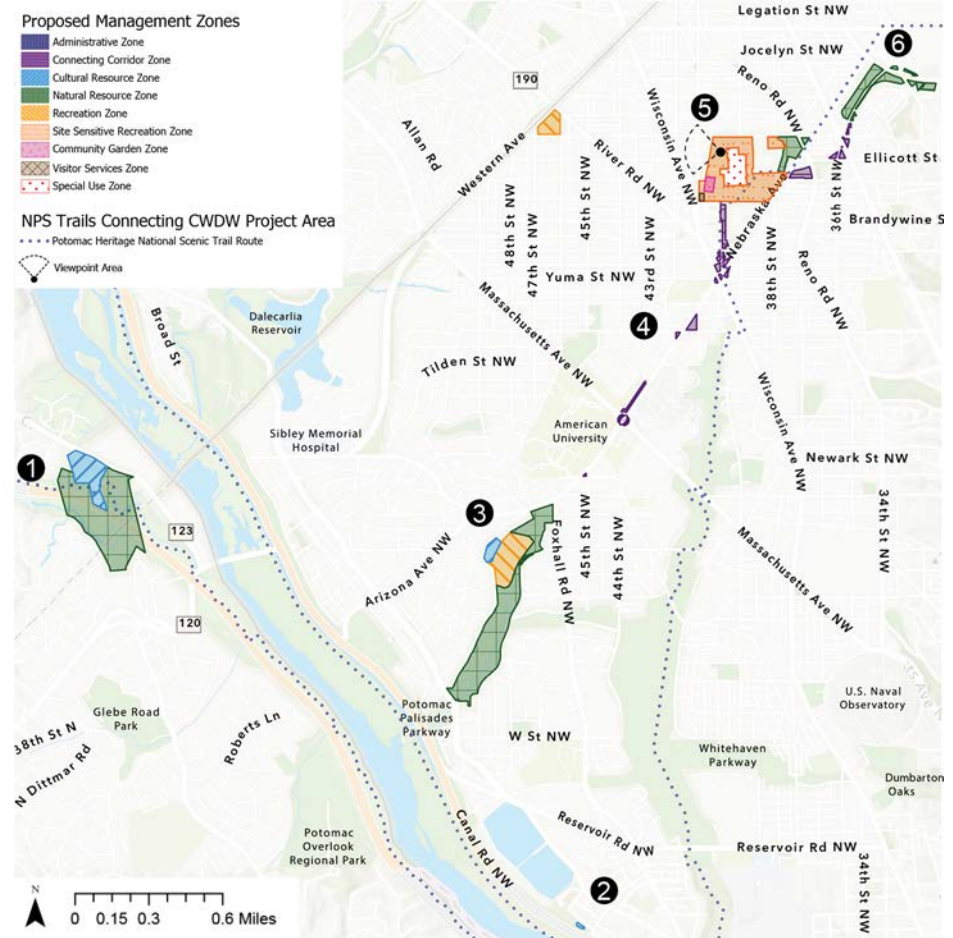 Proposed Management Zones
Administrative Zone
Connecting Corridor Zone
Cultural Resource Zone
Natural Resource Zone
Recreation Zone
Site Sensitive Recreation Zone
Community Garden Zone
Visitor Services Zone
Special Use Zone
NPS Trails Connecting CWDW Project Area
Potomac Heritage National Scenic Trail Route
Viewpoint Area
Legation St NW
Jocelyn St NW
6
190
Reno Rd NW
Wisconsin Ave NW
5
Allan Rd
Western Ave
River Rd NW
Ellicott St
45th St NW
48th St NW
47th St NW
43rd St NW
Nebraska Ave
36th St NW
Brandywine S
38th St NW
Reno Rd NW
Yuma St NW
Massachusetts Ave NW
4
Dalecarlia
Reservoir
Broad St
Tilden St NW
Wisconsin Ave NW
American
University
Sibley Memorial
Hospital
Newark St NW
1
3
34th St NW
123
Arizona Ave NW
Foxhall Rd NW
45th St NW
44th St NW
Massachusetts Ave NW
120
U.S. Naval
Observatory
Glebe Road
Park
Potomac
Palisades
Parkway
Roberts Ln
38th St N
N Dittmar Rd
W St NW
Whitehaven
Parkway
Dumbarton
Oaks
Canal Rd NW
Reservoir Rd NW
Reservoir Rd NW
Potomac
Overlook
Regional Park
34th St NW
2
N
0 0.15 0.3 0.6 Miles